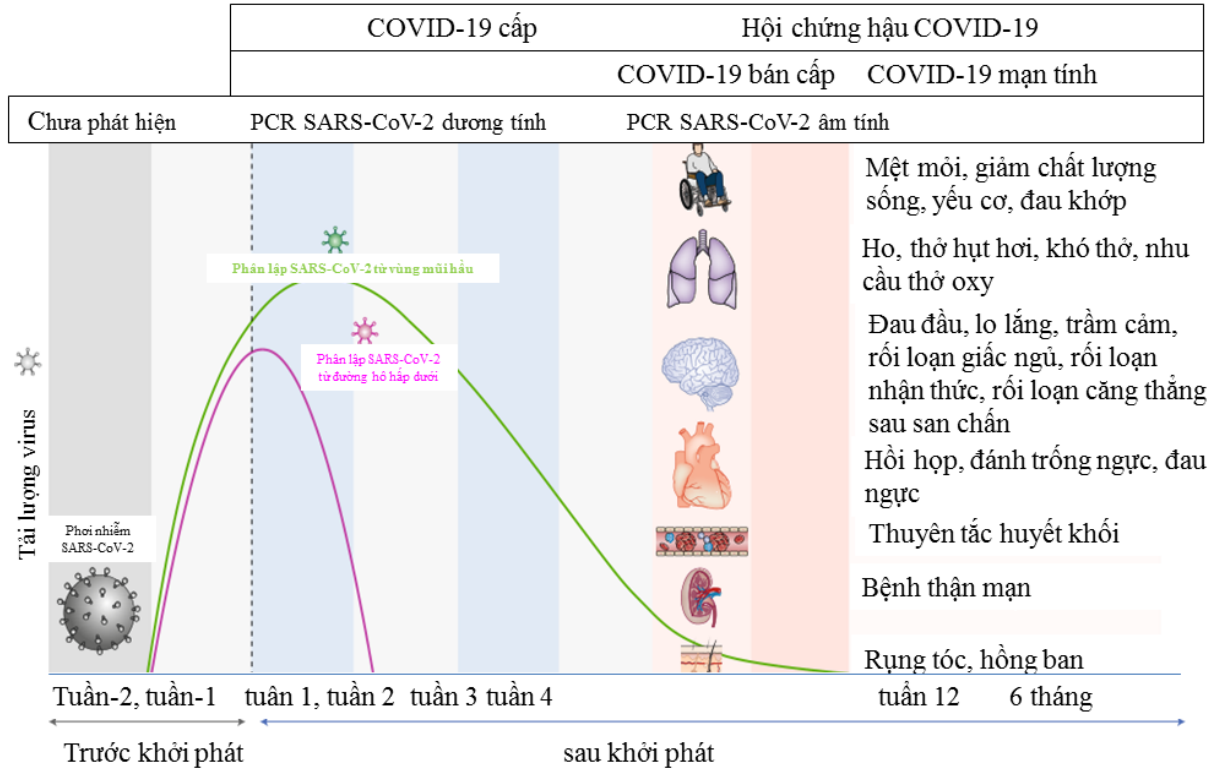 COVID-19 cấp
Hội chứng hậu COVID-19
COVID-19 bán cấp
COVID-19 mạn tính
Chưa phát hiện
PCR SARS-CoV-2 dương tính
PCR SARS-CoV-2 âm tính
Mệt mỏi, giảm chất lượng
sống, yếu cơ, đau khớp
Phân lập SARS-CoV-2 từ vùng mũi hầu
Ho, thở hụt hơi, khó thở, nhu
cầu thở oxy
Phân lập SARS-CoV-2
từ đường hô hấp dưới
Đau đầu, lo lắng, trầm cảm,
rối loạn giấc ngủ, rối loạn
nhận thức, rối loạn căng thẳng
sau san chấn
Hồi họp, đánh trống ngực, đau
ngực
Tải lượng virus
Phơi nhiễm
SARS-CoV-2
Thuyên tắc huyết khối
Bệnh thận mạn
Rụng tóc, hồng ban
Tuần-2, tuần-1
tuân 1, tuần 2
tuần 3 tuần 4
tuần 12
6 tháng
Trước khởi phát
sau khởi phát